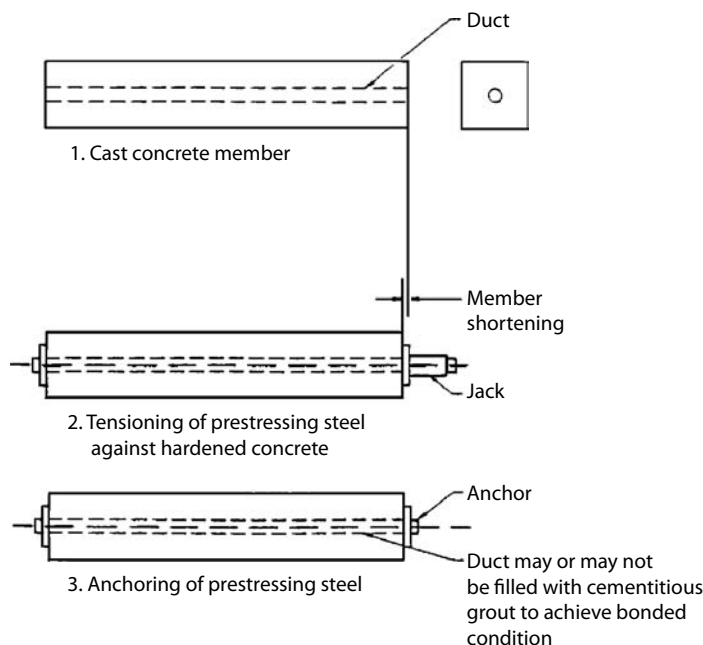 Duct
1. Cast concrete member
Member
shortening
Jack
2. Tensioning of prestressing steel
against hardened concrete
Anchor
Duct may or may not
be filled with cementitious
grout to achieve bonded
condition
3. Anchoring of prestressing steel